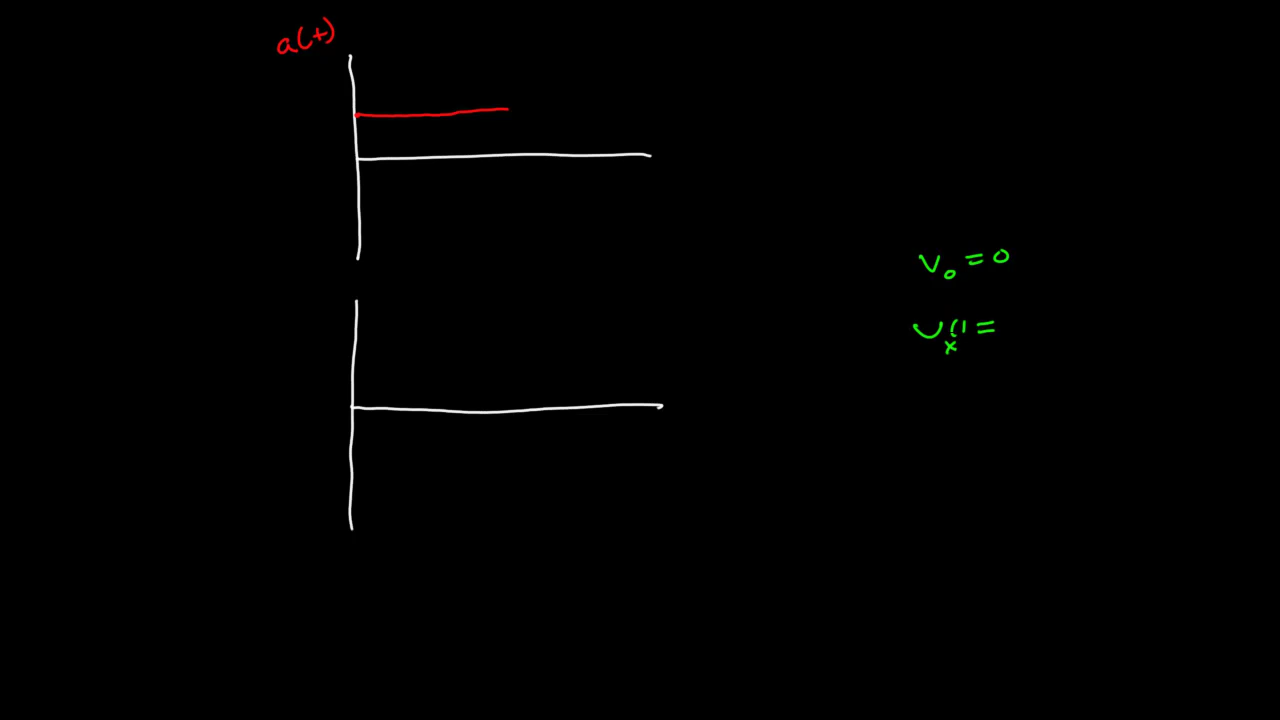 a(t)
v₀ = 0